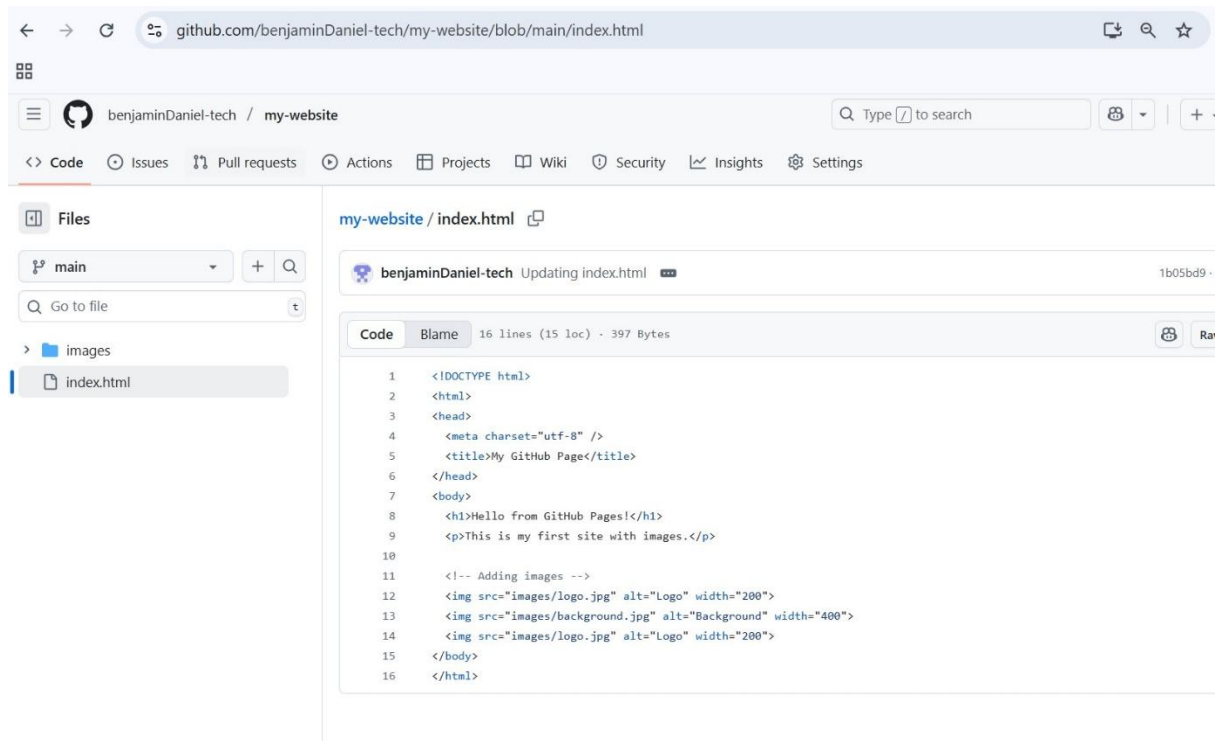 github.com/benjaminDaniel-tech/my-website/blob/main/index.html
benjaminDaniel-tech / my-website
Type / to search
Code Issues Pull requests Actions Projects Wiki Security Insights Settings
Files
main
Go to file t
images
index.html
my-website / index.html
benjaminDaniel-tech Updating index.html
1b05bd9 ·
Code Blame 16 lines (15 loc) · 397 Bytes
1 <!DOCTYPE html>
2 <html>
3 <head>
4 <meta charset="utf-8" />
5 <title>My GitHub Page</title>
6 </head>
7 <body>
8 <h1>Hello from GitHub Pages!</h1>
9 <p>This is my first site with images.</p>
10
11 <!-- Adding images -->
12 <img src="images/logo.jpg" alt="Logo" width="200">
13 <img src="images/background.jpg" alt="Background" width="400">
14 <img src="images/logo.jpg" alt="Logo" width="200">
15 </body>
16 </html>